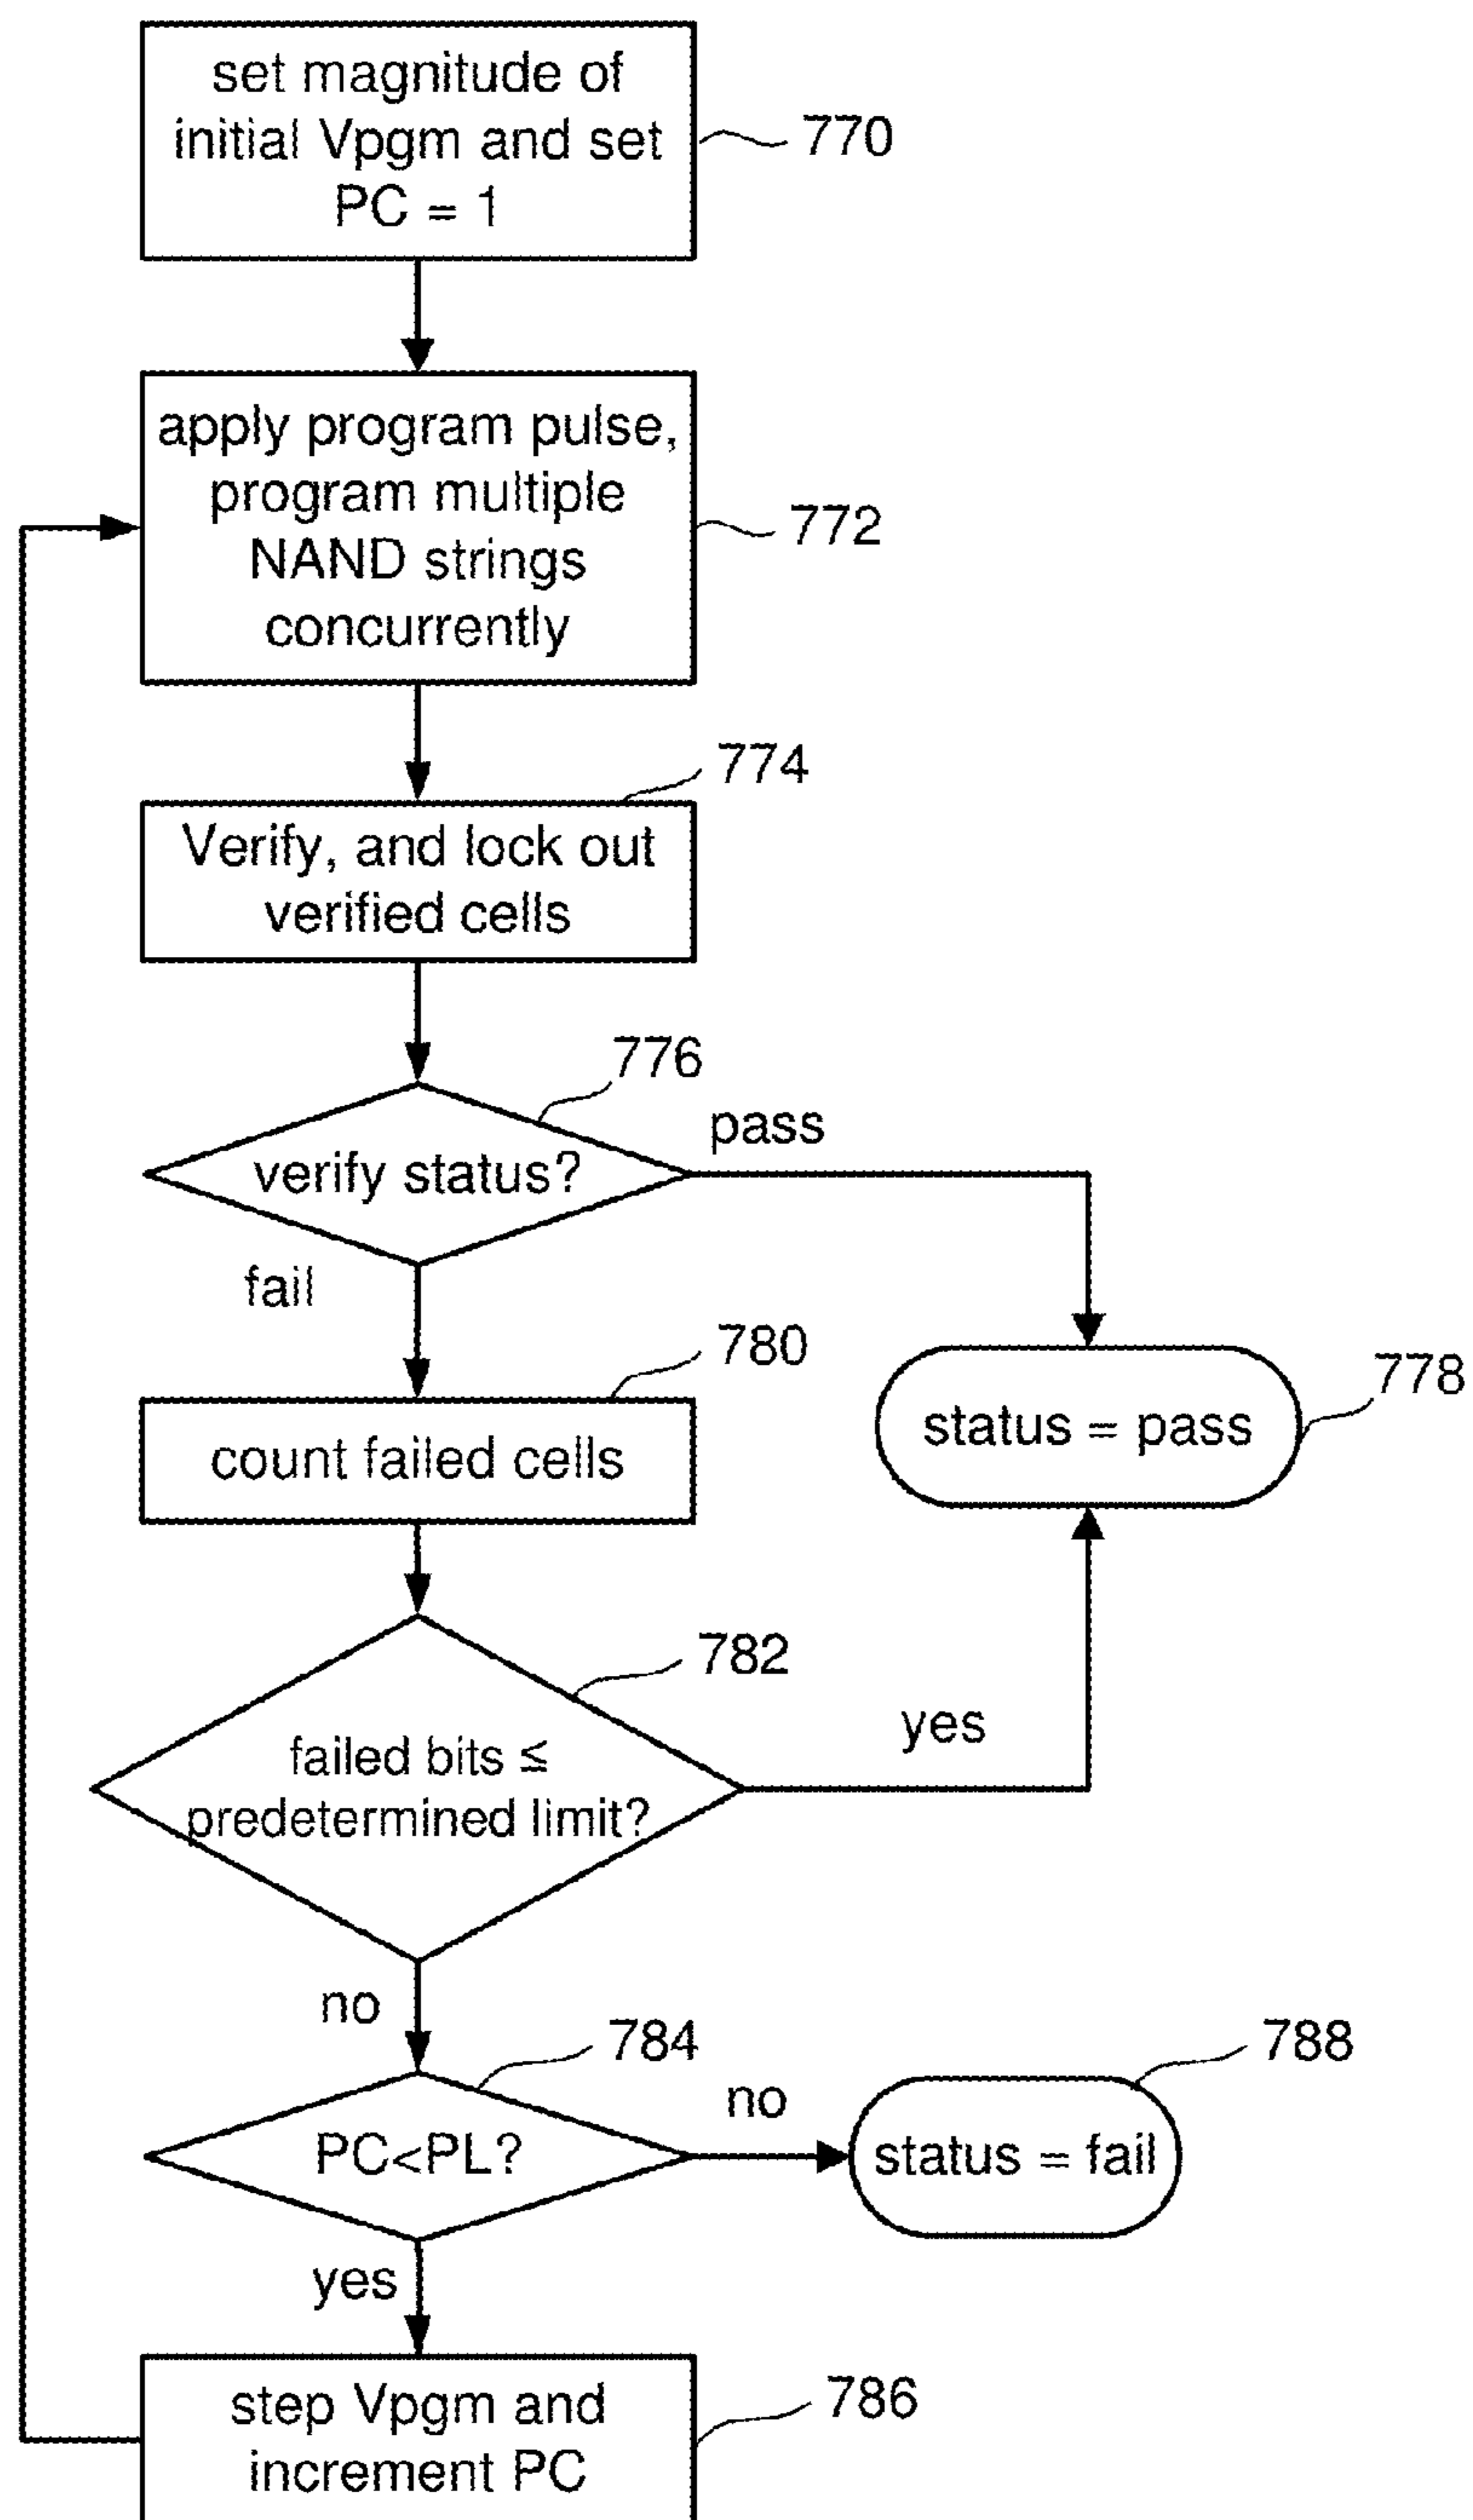 set magnitude of
initial Vpgm and set
PC = 1
770
apply program pulse,
program multiple
NAND strings
concurrently
772
774
Verify, and lock out
verified cells
776
pass
verify status?
fail
780
778
count failed cells
status = pass
782
yes
failed bits ≤
predetermined limit?
no
784
788
no
PC<PL?
status = fail
yes
step Vpgm and
increment PC
786